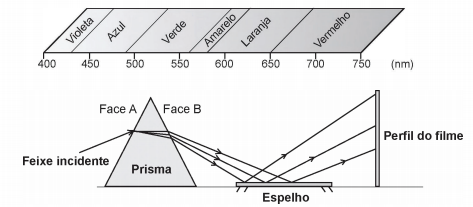 Violeta Azul Verde Amarelo Laranja Vermelho
400 450 500 550 600 650 700 750 (nm)
Face A Face B
Perfil do filme
Feixe incidente
Prisma
Espelho